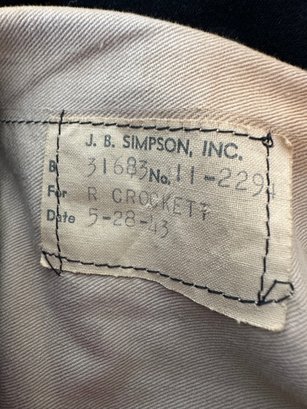 J. B. SIMPSON, INC.
B 31683 No. 11-2294
For R CROCKETT
Date 5-28-43